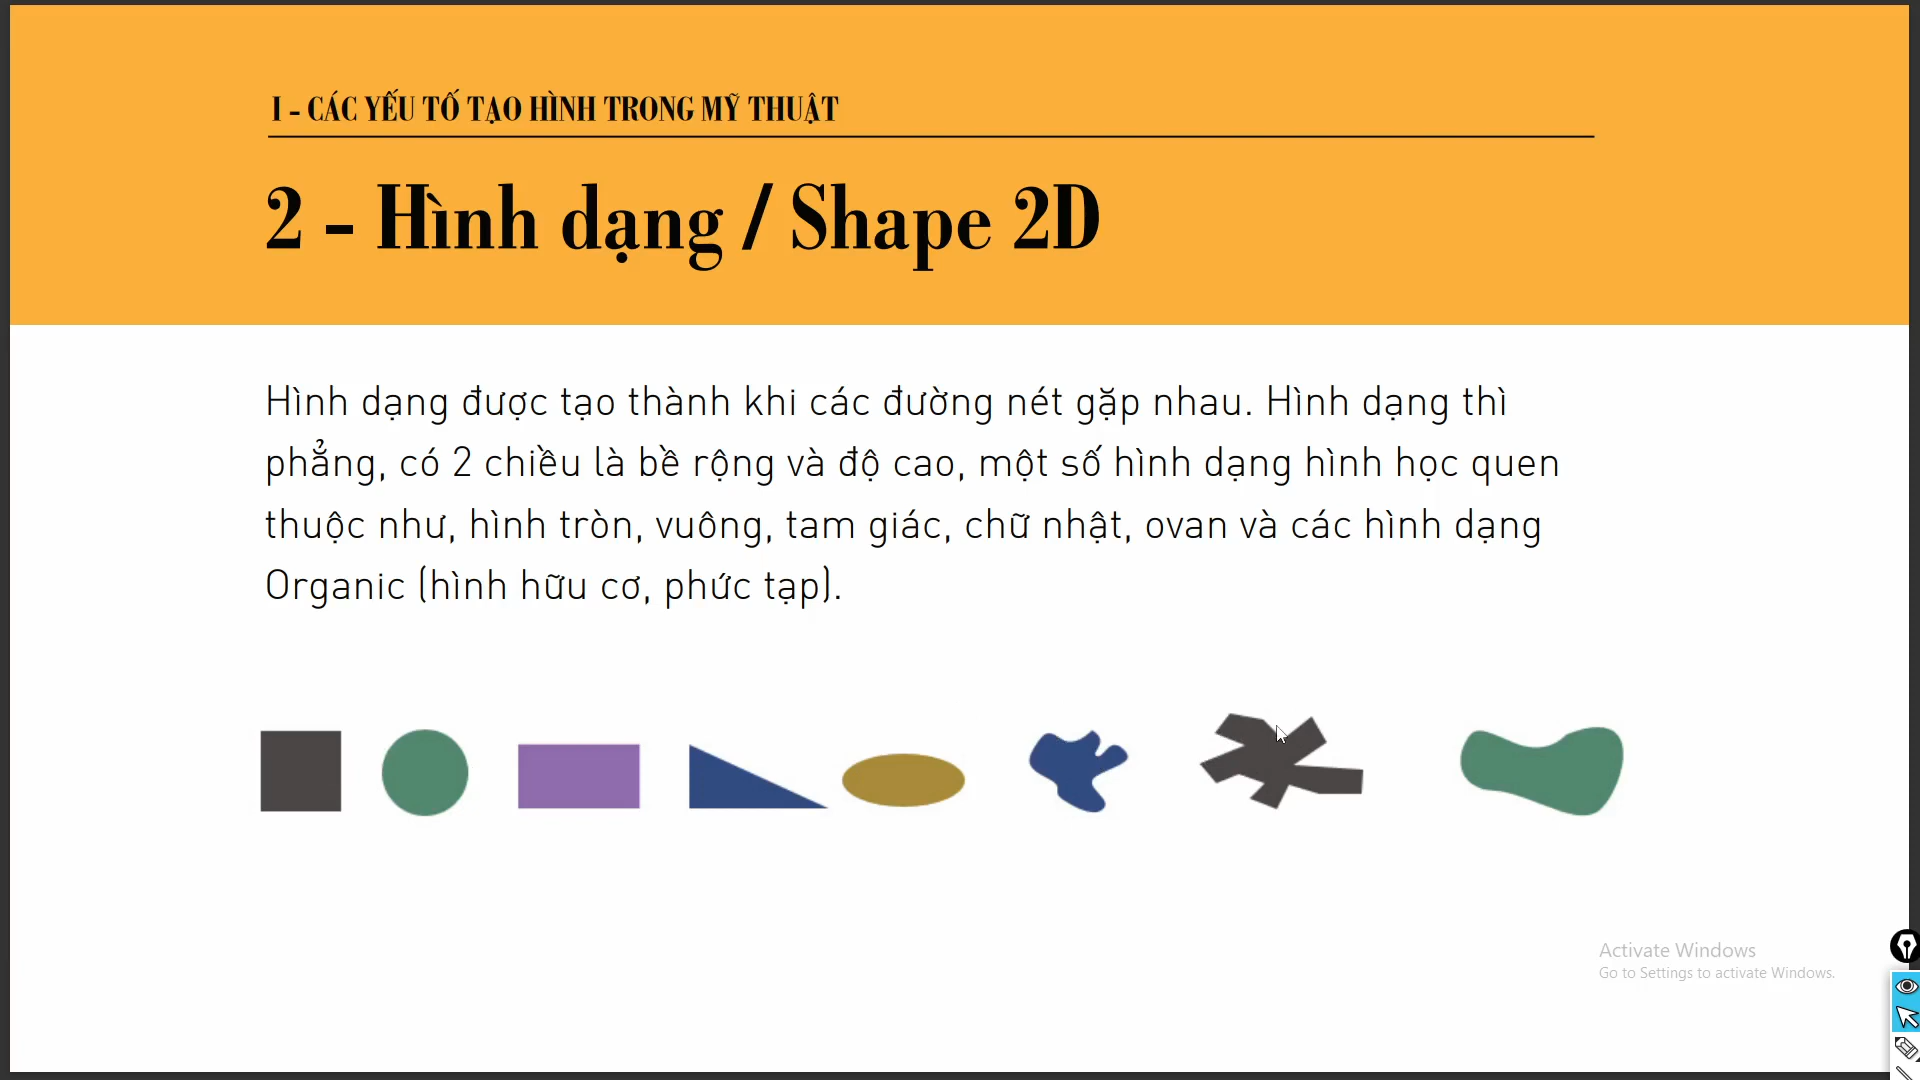 I - CÁC YẾU TỐ TẠO HÌNH TRONG MỸ THUẬT
2 - Hình dạng / Shape 2D
Hình dạng được tạo thành khi các đường nét gặp nhau. Hình dạng thì
phẳng, có 2 chiều là bề rộng và độ cao, một số hình dạng hình học quen
thuộc như, hình tròn, vuông, tam giác, chữ nhật, ovan và các hình dạng
Organic (hình hữu cơ, phức tạp).
Activate Windows
Go to Settings to activate Windows.